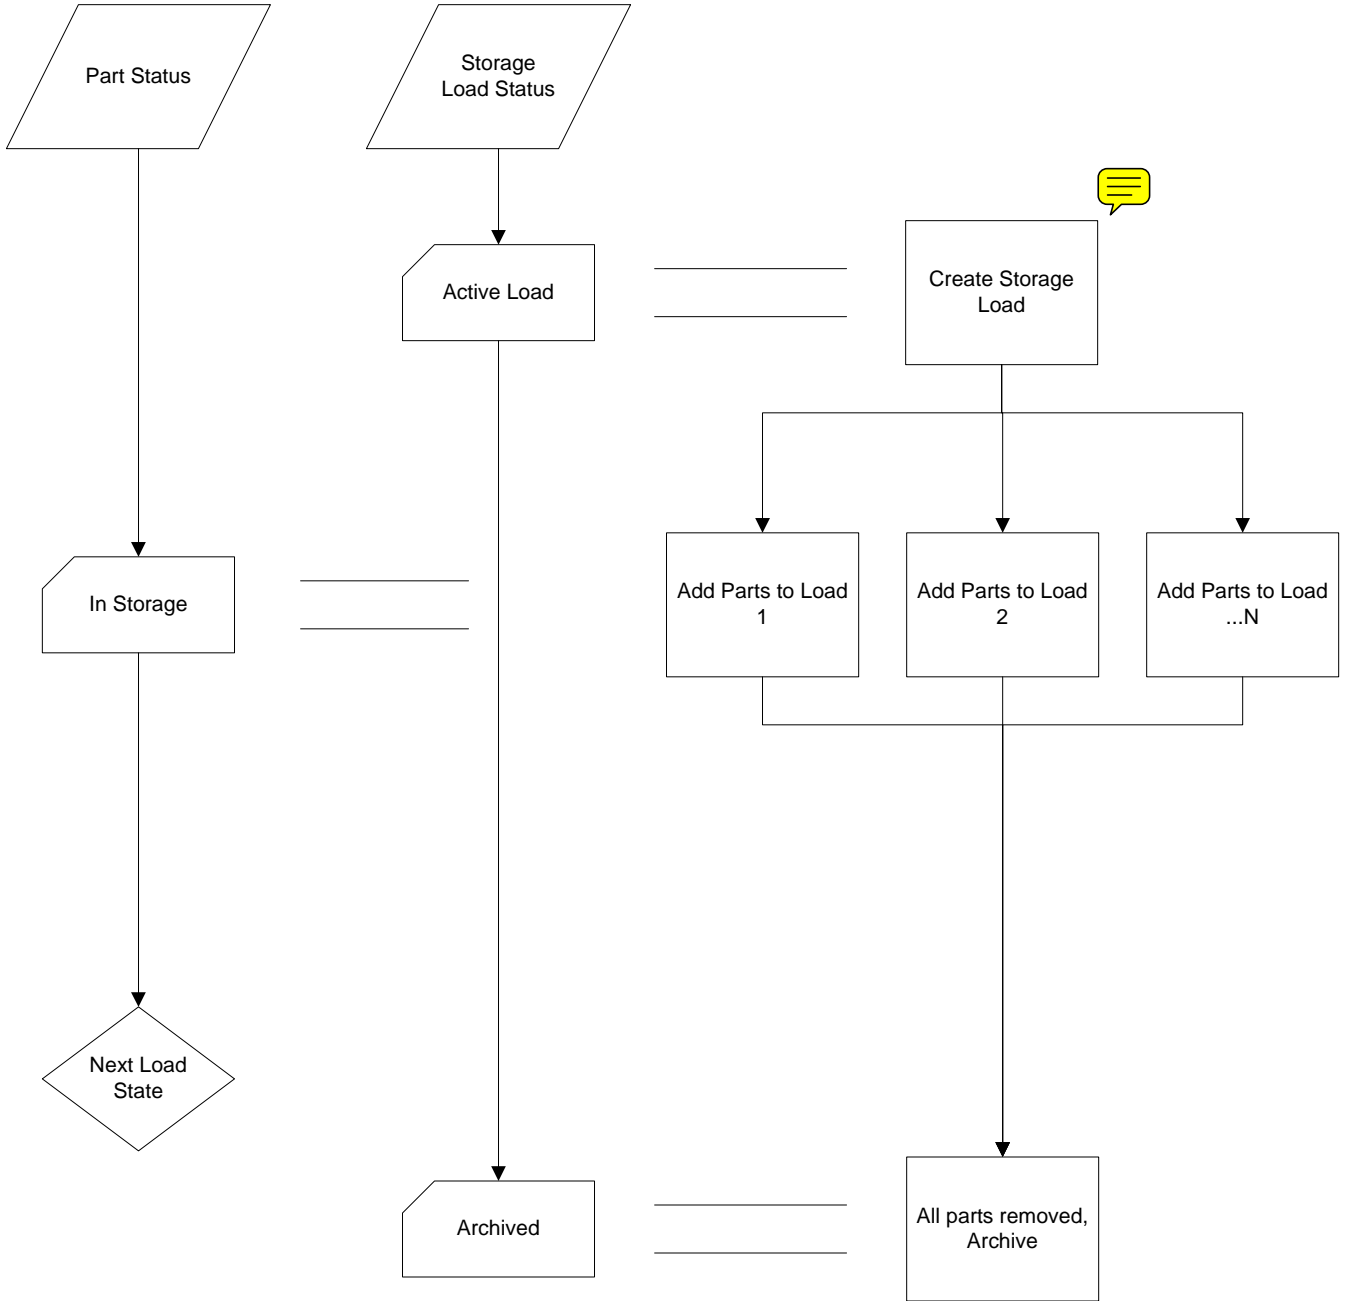 Part Status
Storage
Load Status
Active Load
Create Storage
Load
In Storage
Add Parts to Load
1
Add Parts to Load
2
Add Parts to Load
...N
Next Load
State
Archived
All parts removed,
Archive